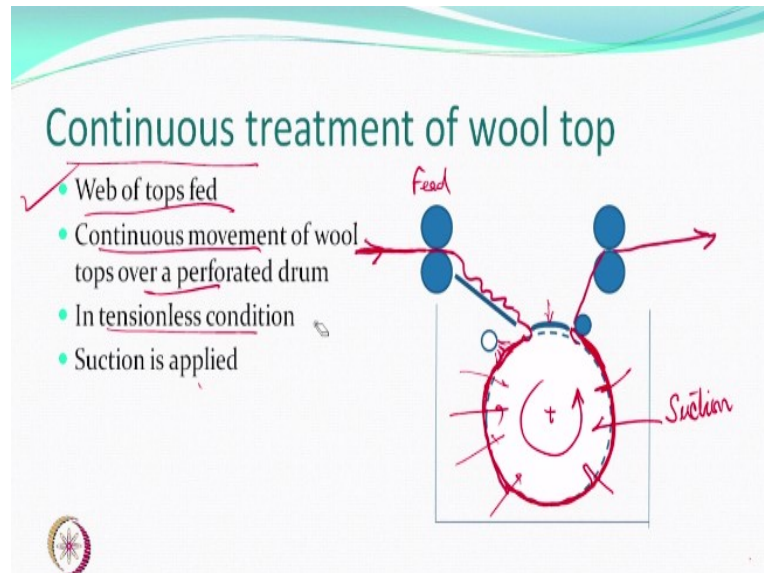 Continuous treatment of wool top
• Web of tops fed
• Continuous movement of wool
tops over a perforated drum
• In tensionless condition
• Suction is applied
Feed
Suction